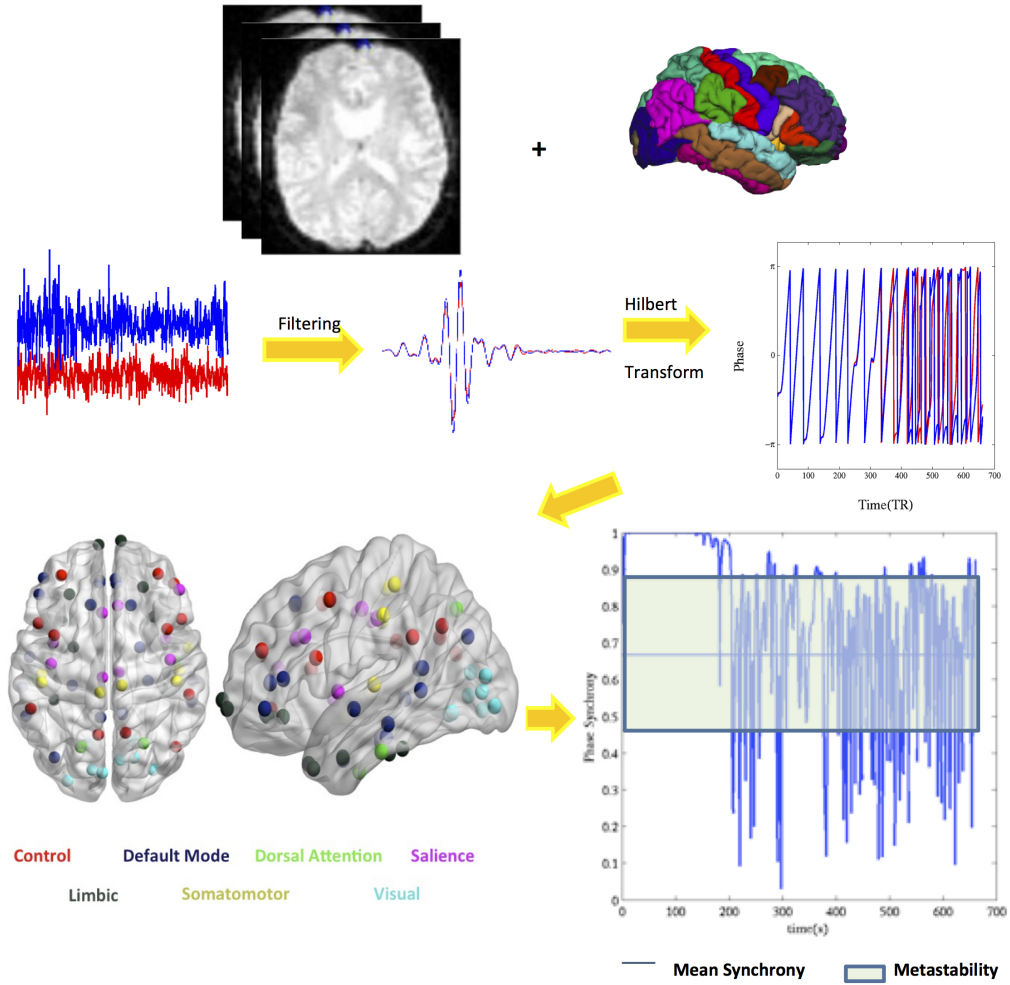 +
Filtering
Hilbert
Transform
π
0
−π
Phase
0 100 200 300 400 500 600 700
Time(TR)
1
0.9
0.8
0.7
0.6
0.5
0.4
0.3
0.2
0.1
0
Phase Synchrony
0 100 200 300 400 500 600 700
time(s)
Control Default Mode Dorsal Attention Salience
Limbic Somatomotor Visual
Mean Synchrony Metastability